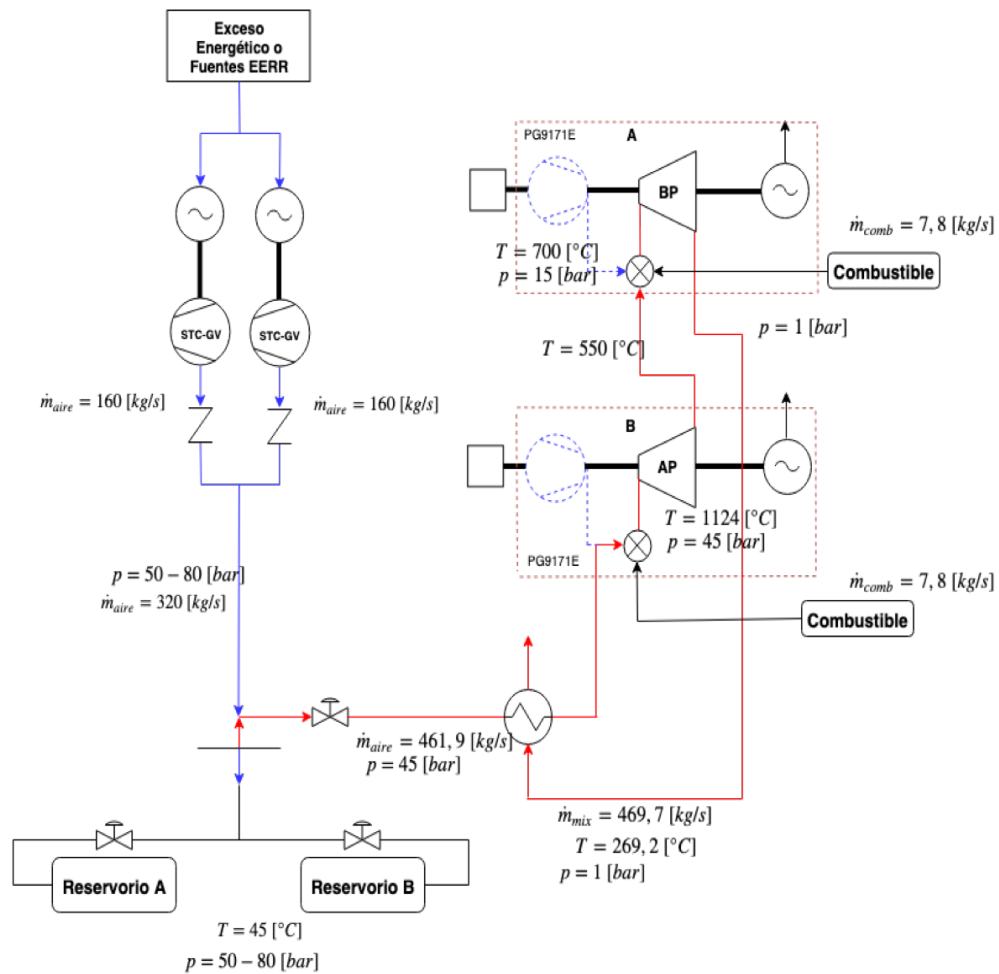 Exceso
Energético o
Fuentes EERR
STC-GV
STC-GV
ṁaire = 160 [kg/s]
ṁaire = 160 [kg/s]
p = 50 − 80 [bar]
ṁaire = 320 [kg/s]
PG9171E
A
BP
T = 700 [°C]
p = 15 [bar]
ṁcomb = 7, 8 [kg/s]
Combustible
p = 1 [bar]
T = 550 [°C]
B
AP
T = 1124 [°C]
p = 45 [bar]
PG9171E
ṁcomb = 7, 8 [kg/s]
Combustible
ṁaire = 461, 9 [kg/s]
p = 45 [bar]
ṁmix = 469, 7 [kg/s]
T = 269, 2 [°C]
p = 1 [bar]
Reservorio A
Reservorio B
T = 45 [°C]
p = 50 − 80 [bar]